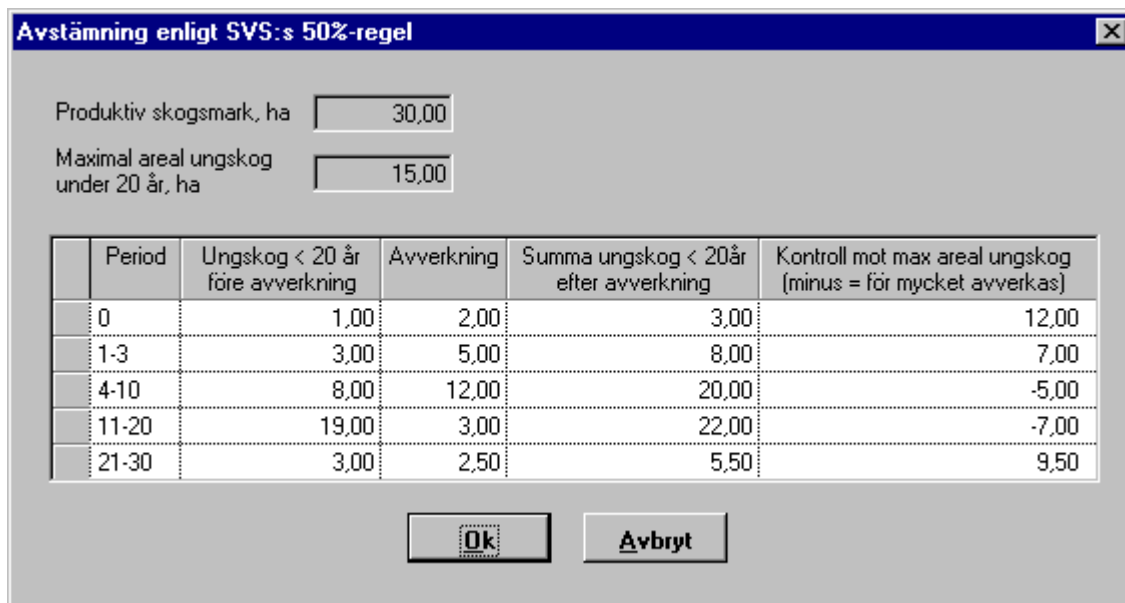 Avstämning enligt SVS:s 50%-regel
Produktiv skogsmark, ha 30,00
Maximal areal ungskog
under 20 år, ha 15,00
Period Ungskog < 20 år Avverkning Summa ungskog < 20år Kontroll mot max areal ungskog
före avverkning efter avverkning (minus = för mycket avverkas)
0 1,00 2,00 3,00 12,00
1-3 3,00 5,00 8,00 7,00
4-10 8,00 12,00 20,00 -5,00
11-20 19,00 3,00 22,00 -7,00
21-30 3,00 2,50 5,50 9,50
Ok Avbryt